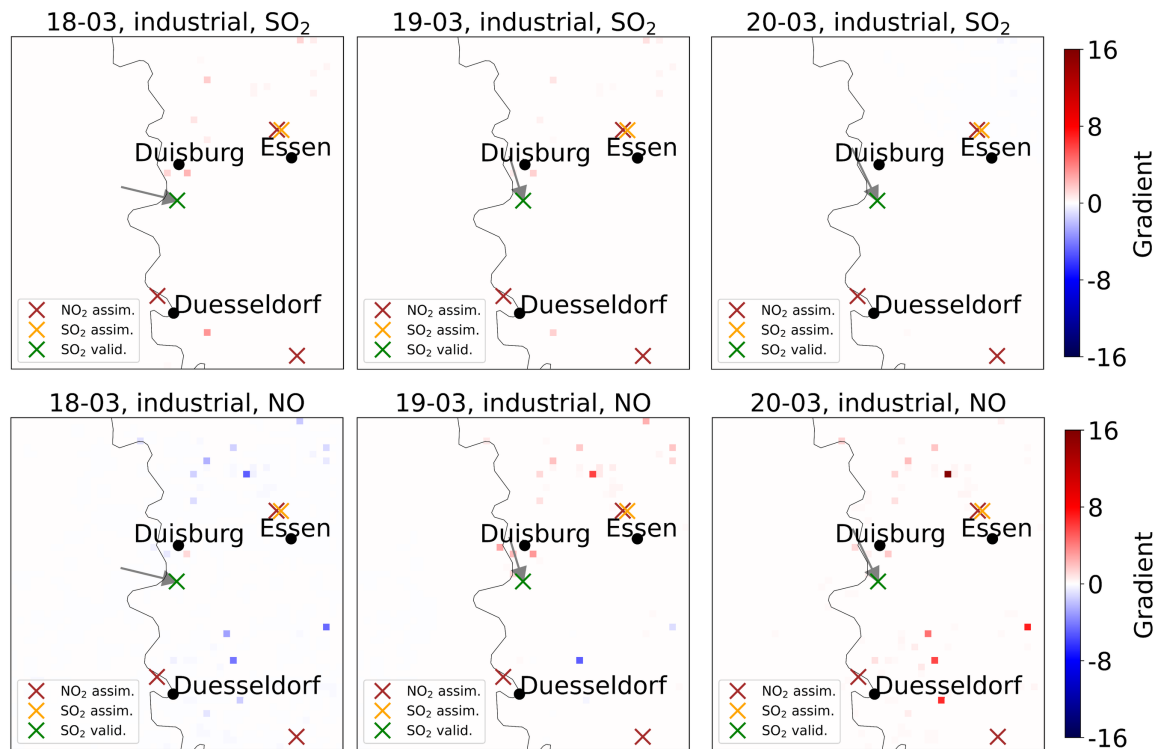 18-03, industrial, SO₂
19-03, industrial, SO₂
20-03, industrial, SO₂
Duisburg
Essen
Duesseldorf
NO₂ assim.
SO₂ assim.
SO₂ valid.
Duisburg
Essen
Duesseldorf
NO₂ assim.
SO₂ assim.
SO₂ valid.
Duisburg
Essen
Duesseldorf
NO₂ assim.
SO₂ assim.
SO₂ valid.
16
8
0
-8
-16
Gradient
18-03, industrial, NO
19-03, industrial, NO
20-03, industrial, NO
Duisburg
Essen
Duesseldorf
NO₂ assim.
SO₂ assim.
SO₂ valid.
Duisburg
Essen
Duesseldorf
NO₂ assim.
SO₂ assim.
SO₂ valid.
Duisburg
Essen
Duesseldorf
NO₂ assim.
SO₂ assim.
SO₂ valid.
16
8
0
-8
-16
Gradient